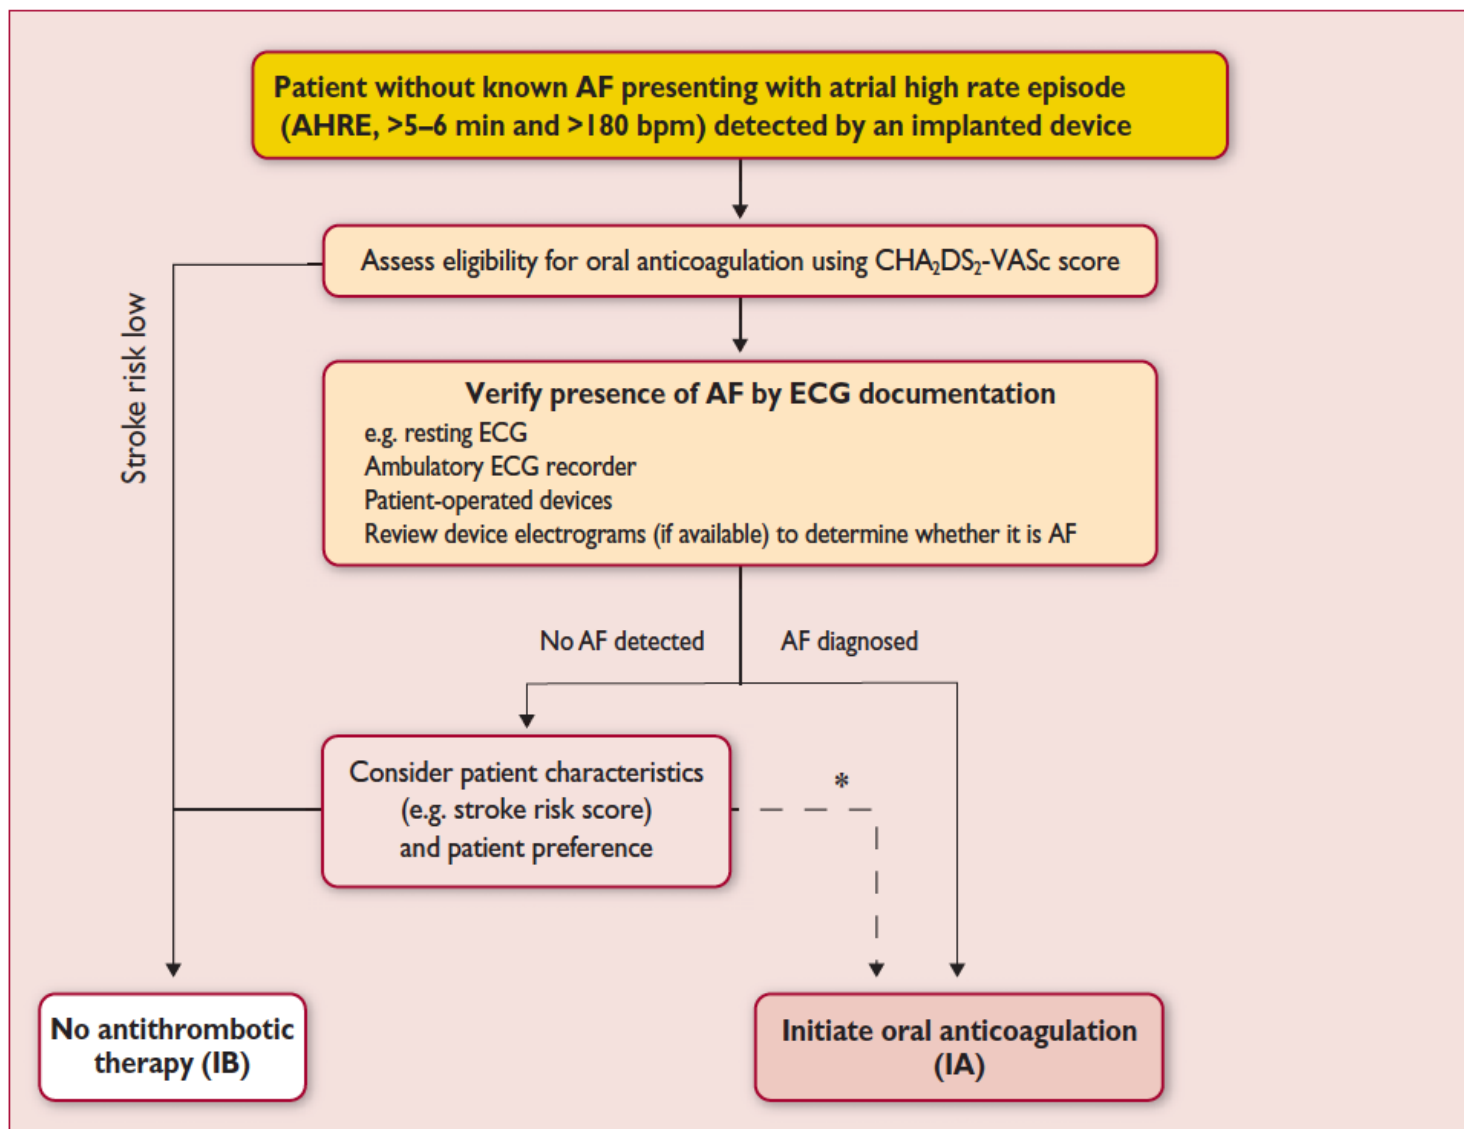 Patient without known AF presenting with atrial high rate episode
(AHRE, >5–6 min and >180 bpm) detected by an implanted device
Assess eligibility for oral anticoagulation using CHA₂DS₂-VASc score
Stroke risk low
Verify presence of AF by ECG documentation
e.g. resting ECG
Ambulatory ECG recorder
Patient-operated devices
Review device electrograms (if available) to determine whether it is AF
No AF detected
AF diagnosed
Consider patient characteristics
(e.g. stroke risk score)
and patient preference
*
No antithrombotic
therapy (IB)
Initiate oral anticoagulation
(IA)